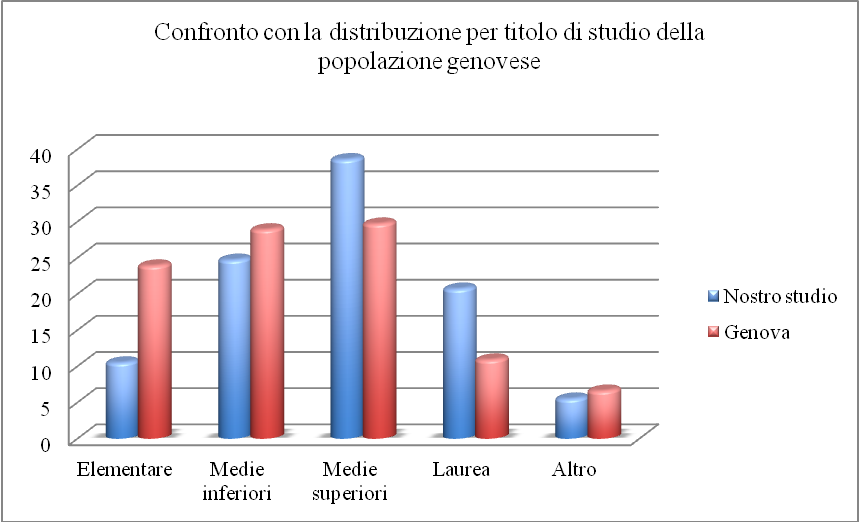 Confronto con la distribuzione per titolo di studio della
popolazione genovese
40
35
30
25
20
15
10
5
0
Elementare
Medie
inferiori
Medie
superiori
Laurea
Altro
Nostro studio
Genova